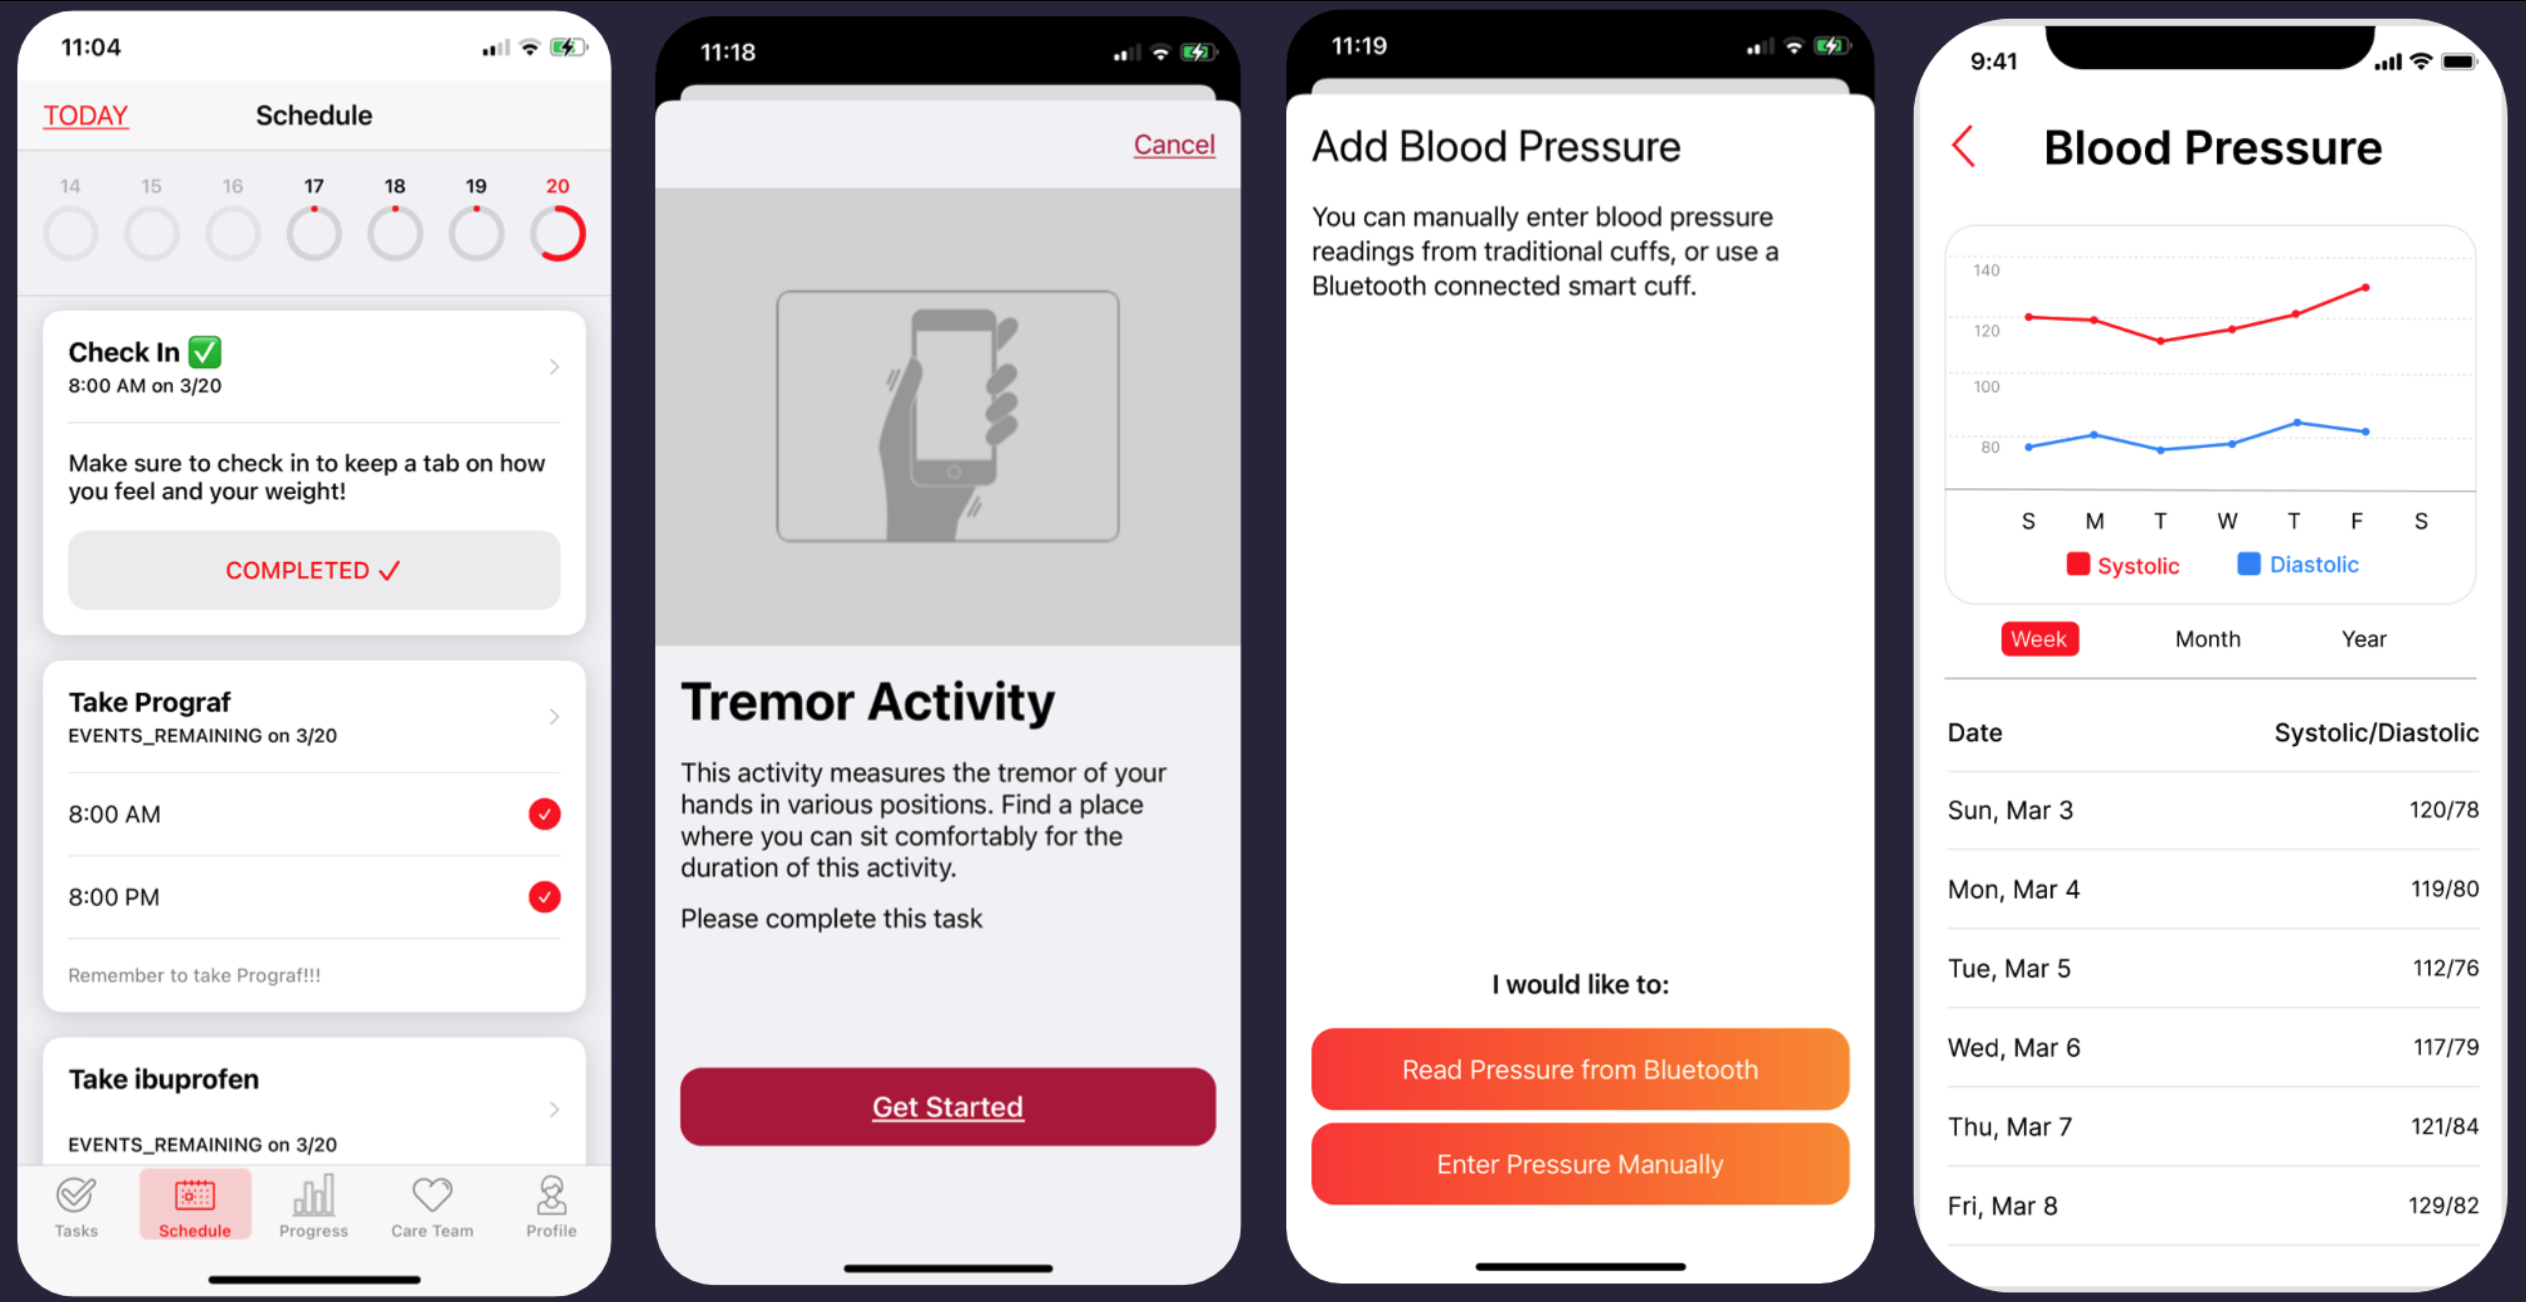 11:04
TODAY
Schedule
14 15 16 17 18 19 20
Check In
8:00 AM on 3/20
Make sure to check in to keep a tab on how
you feel and your weight!
COMPLETED
Take Prograf
EVENTS_REMAINING on 3/20
8:00 AM
8:00 PM
Remember to take Prograf!!!
Take ibuprofen
EVENTS_REMAINING on 3/20
Tasks Schedule Progress Care Team Profile
11:18
Cancel
Tremor Activity
This activity measures the tremor of your
hands in various positions. Find a place
where you can sit comfortably for the
duration of this activity.
Please complete this task
Get Started
11:19
Add Blood Pressure
You can manually enter blood pressure
readings from traditional cuffs, or use a
Bluetooth connected smart cuff.
I would like to:
Read Pressure from Bluetooth
Enter Pressure Manually
9:41
Blood Pressure
140
120
100
80
S M T W T F S
Systolic Diastolic
Week Month Year
Date Systolic/Diastolic
Sun, Mar 3 120/78
Mon, Mar 4 119/80
Tue, Mar 5 112/76
Wed, Mar 6 117/79
Thu, Mar 7 121/84
Fri, Mar 8 129/82